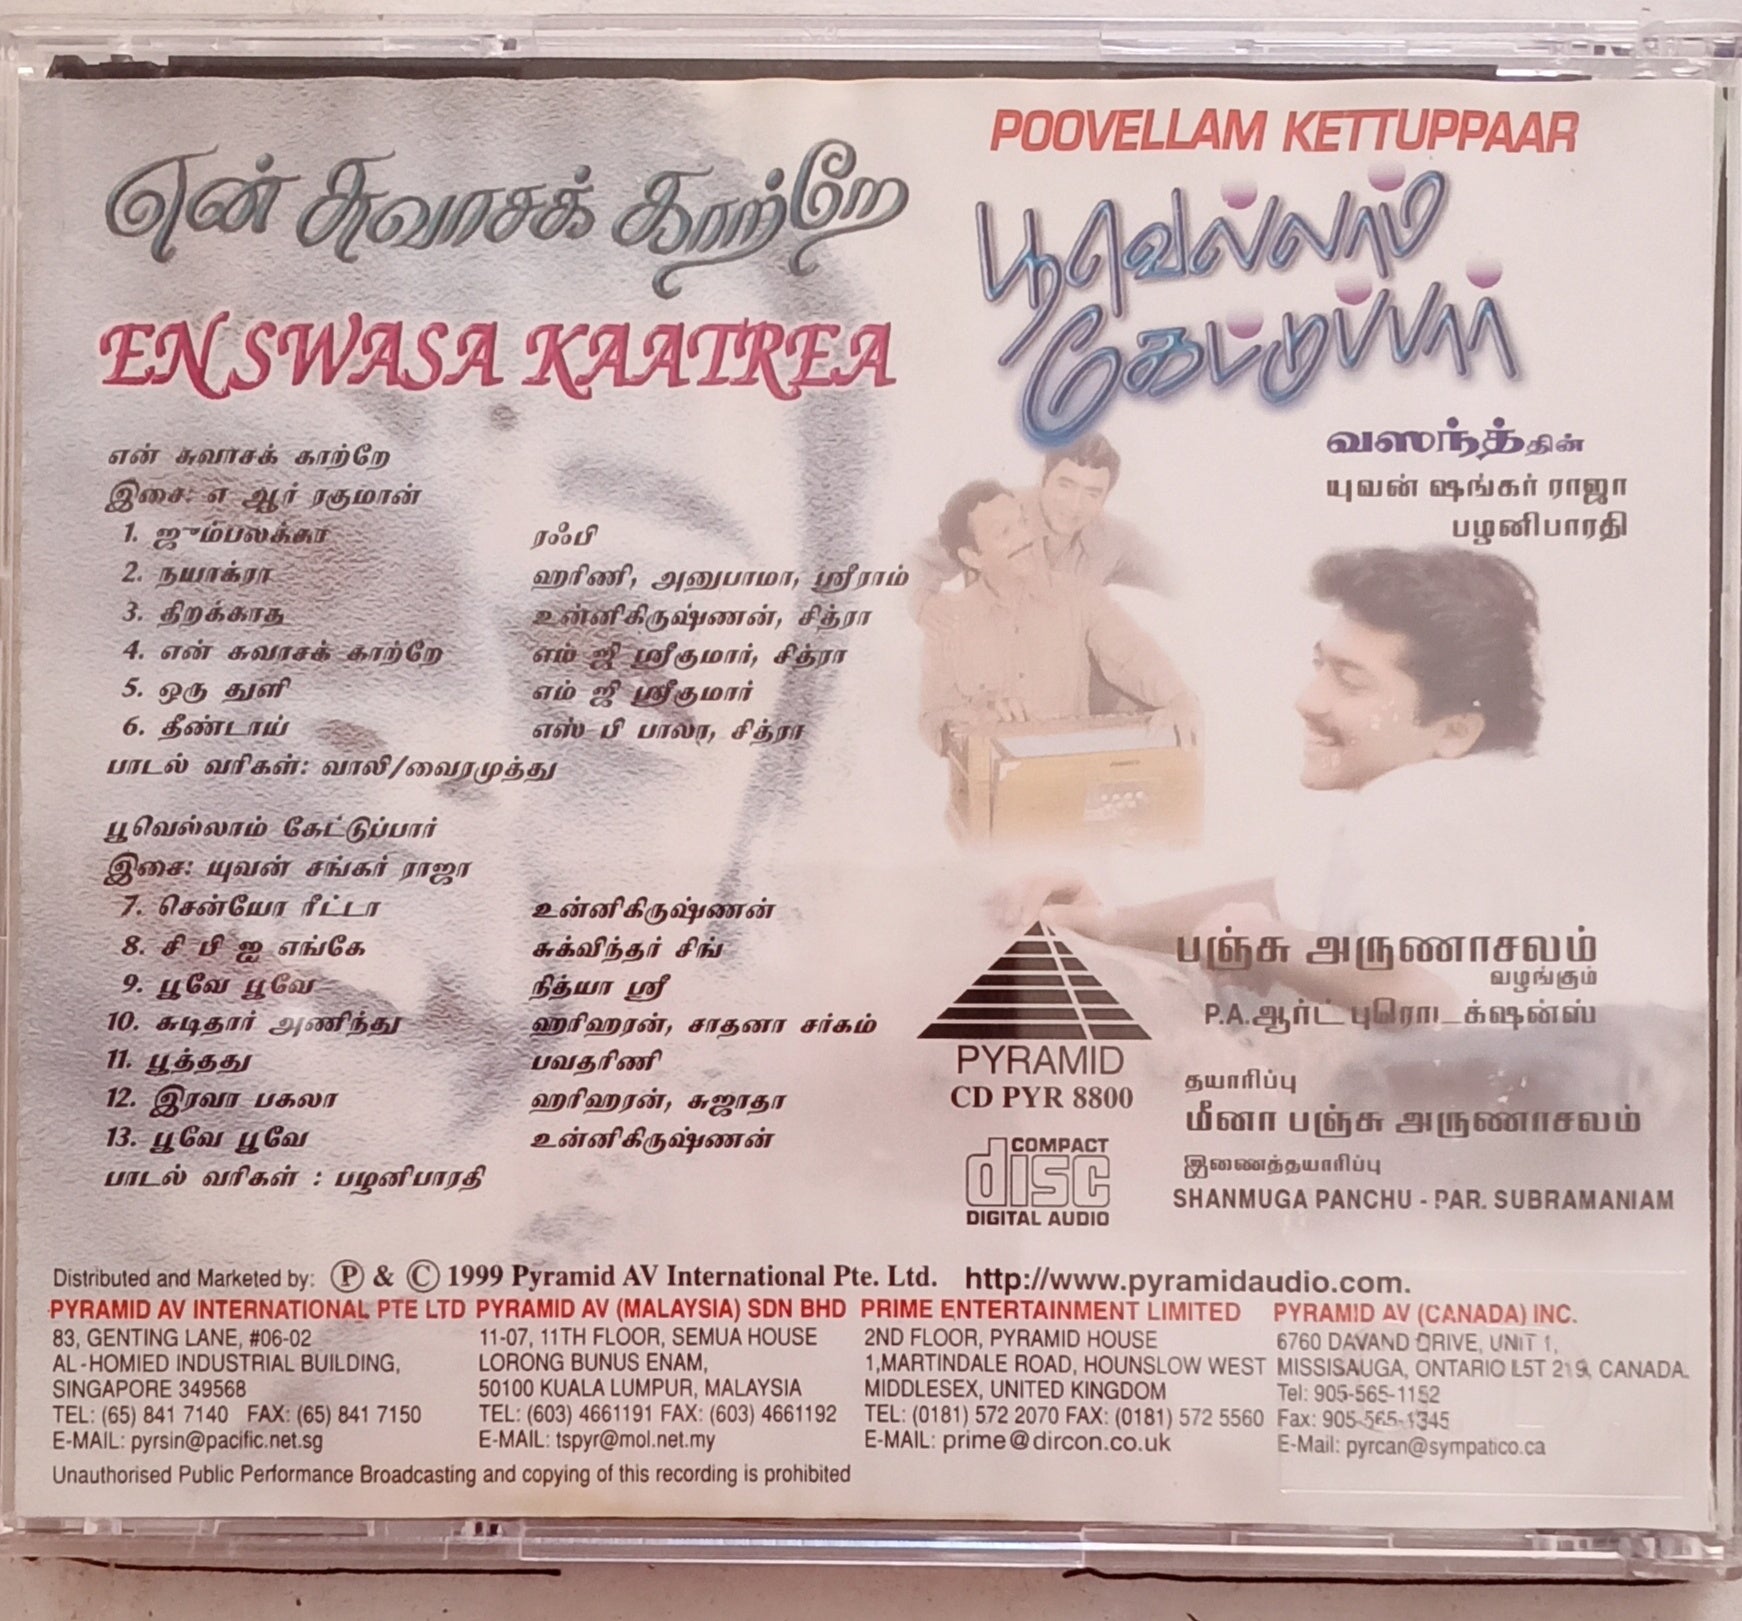 என் சுவாசக் காற்றே
EN SWASA KAATREA
என் சுவாசக் காற்றே
இசை: எ ஆர் ரகுமான்
1. ஜும்பலக்கா ரஃபி
2. நயாக்ரா ஹரிணி, அனுபாமா, ஸ்ரீராம்
3. திறக்காத உன்னிகிருஷ்ணன், சித்ரா
4. என் சுவாசக் காற்றே எம் ஜி ஸ்ரீகுமார், சித்ரா
5. ஒரு துளி எம் ஜி ஸ்ரீகுமார்
6. தீண்டாய் எஸ் பி பாலா, சித்ரா
பாடல் வரிகள்: வாலி/வைரமுத்து
பூவெல்லாம் கேட்டுப்பார்
இசை: யுவன் சங்கர் ராஜா
7. சென்யோ ரீட்டா உன்னிகிருஷ்ணன்
8. சி பி ஐ எங்கே சுக்விந்தர் சிங்
9. பூவே பூவே நித்யா ஸ்ரீ
10. சுடிதார் அணிந்து ஹரிஹரன், சாதனா சர்கம்
11. பூத்தது பவதரிணி
12. இரவா பகலா ஹரிஹரன், சுஜாதா
13. பூவே பூவே உன்னிகிருஷ்ணன்
பாடல் வரிகள் : பழனிபாரதி
POOVELLAM KETTUPPAAR
பூவெல்லாம்
கேட்டுப்பார்
வஸந்த்தின்
யுவன் ஷங்கர் ராஜா
பழனிபாரதி
பஞ்சு அருணாசலம்
வழங்கும்
P.A.ஆர்ட் புரொடக்ஷன்ஸ்
தயாரிப்பு
மீனா பஞ்சு அருணாசலம்
இணைத்தயாரிப்பு
SHANMUGA PANCHU - PAR. SUBRAMANIAM
PYRAMID
CD PYR 8800
COMPACT
disc
DIGITAL AUDIO
Distributed and Marketed by: Ⓟ & © 1999 Pyramid AV International Pte. Ltd. http://www.pyramidaudio.com.
PYRAMID AV INTERNATIONAL PTE LTD
83, GENTING LANE, #06-02
AL-HOMIED INDUSTRIAL BUILDING,
SINGAPORE 349568
TEL: (65) 841 7140 FAX: (65) 841 7150
E-MAIL: pyrsin@pacific.net.sg
PYRAMID AV (MALAYSIA) SDN BHD
11-07, 11TH FLOOR, SEMUA HOUSE
LORONG BUNUS ENAM,
50100 KUALA LUMPUR, MALAYSIA
TEL: (603) 4661191 FAX: (603) 4661192
E-MAIL: tspyr@mol.net.my
PRIME ENTERTAINMENT LIMITED
2ND FLOOR, PYRAMID HOUSE
1,MARTINDALE ROAD, HOUNSLOW WEST
MIDDLESEX, UNITED KINGDOM
TEL: (0181) 572 2070 FAX: (0181) 572 5560
E-MAIL: prime@dircon.co.uk
PYRAMID AV (CANADA) INC.
6760 DAVAND DRIVE, UNIT 1,
MISSISAUGA, ONTARIO L5T 2L9, CANADA.
Tel: 905-565-1152
Fax: 905-565-1345
E-Mail: pyrcan@sympatico.ca
Unauthorised Public Performance Broadcasting and copying of this recording is prohibited